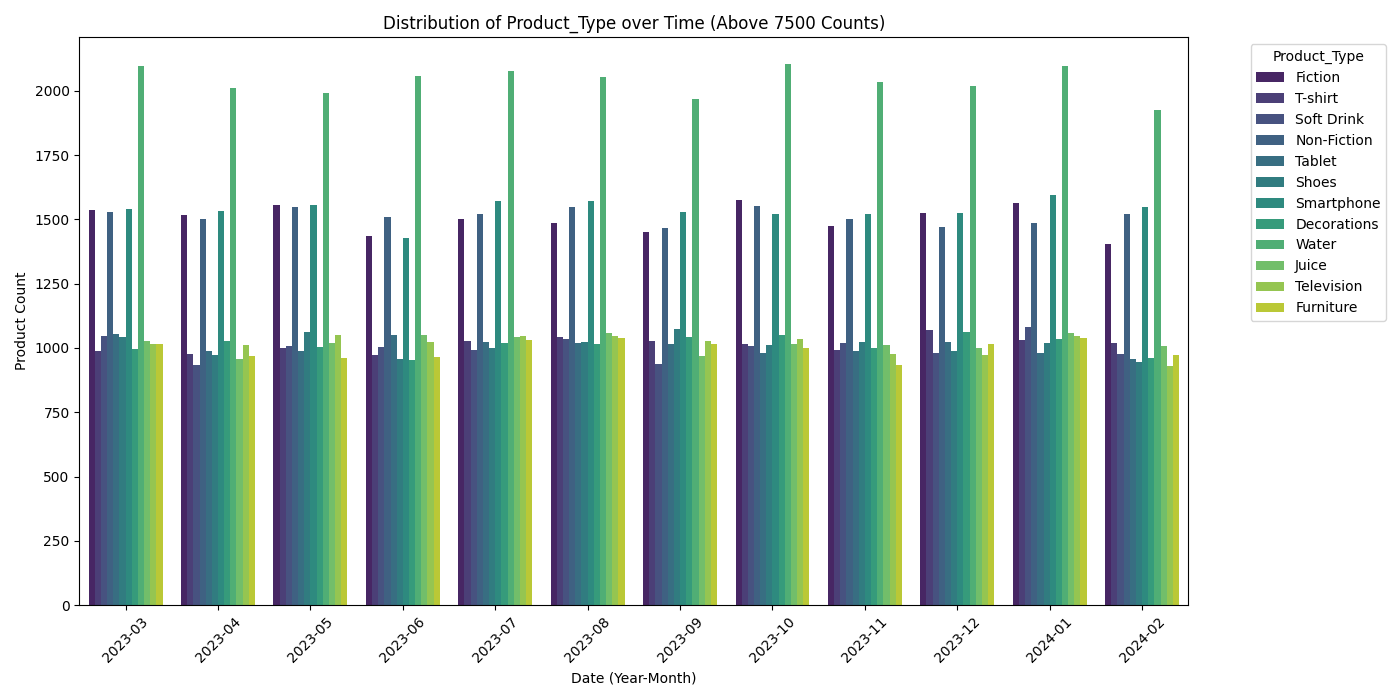 Distribution of Product_Type over Time (Above 7500 Counts)
Product Count
2000
1750
1500
1250
1000
750
500
250
0
2023-03
2023-04
2023-05
2023-06
2023-07
2023-08
2023-09
2023-10
2023-11
2023-12
2024-01
2024-02
Date (Year-Month)
Product_Type
Fiction
T-shirt
Soft Drink
Non-Fiction
Tablet
Shoes
Smartphone
Decorations
Water
Juice
Television
Furniture